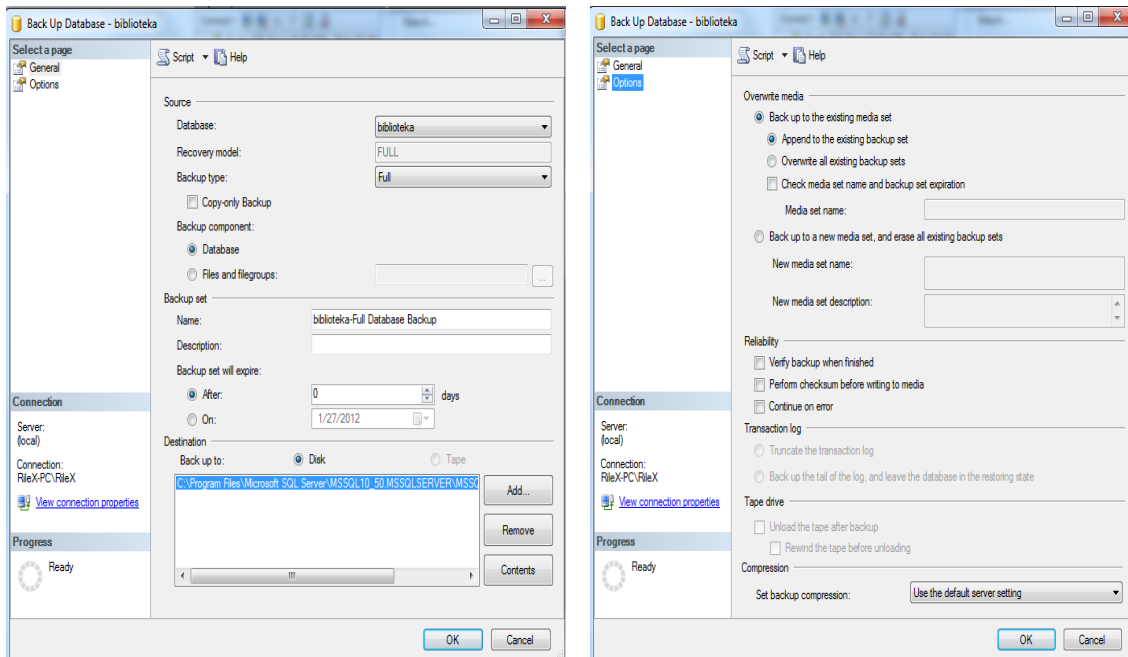 Back Up Database - biblioteka
Select a page
General
Options
Script
Help
Source
Database:
biblioteka
Recovery model:
FULL
Backup type:
Full
Copy-only Backup
Backup component:
Database
Files and filegroups:
...
Backup set
Name:
biblioteka-Full Database Backup
Description:
Backup set will expire:
After:
0
days
On:
1/27/2012
Destination
Back up to:
Disk
Tape
C:\Program Files\Microsoft SQL Server\MSSQL10_50.MSSQLSERVER\MSSQ
Add...
Remove
Contents
Connection
Server:
(local)
Connection:
RileX-PC\RileX
View connection properties
Progress
Ready
OK
Cancel
Back Up Database - biblioteka
Select a page
General
Options
Script
Help
Overwrite media
Back up to the existing media set
Append to the existing backup set
Overwrite all existing backup sets
Check media set name and backup set expiration
Media set name:
Back up to a new media set, and erase all existing backup sets
New media set name:
New media set description:
Reliability
Verify backup when finished
Perform checksum before writing to media
Continue on error
Transaction log
Truncate the transaction log
Back up the tail of the log, and leave the database in the restoring state
Tape drive
Unload the tape after backup
Rewind the tape before unloading
Compression
Set backup compression:
Use the default server setting
Connection
Server:
(local)
Connection:
RileX-PC\RileX
View connection properties
Progress
Ready
OK
Cancel